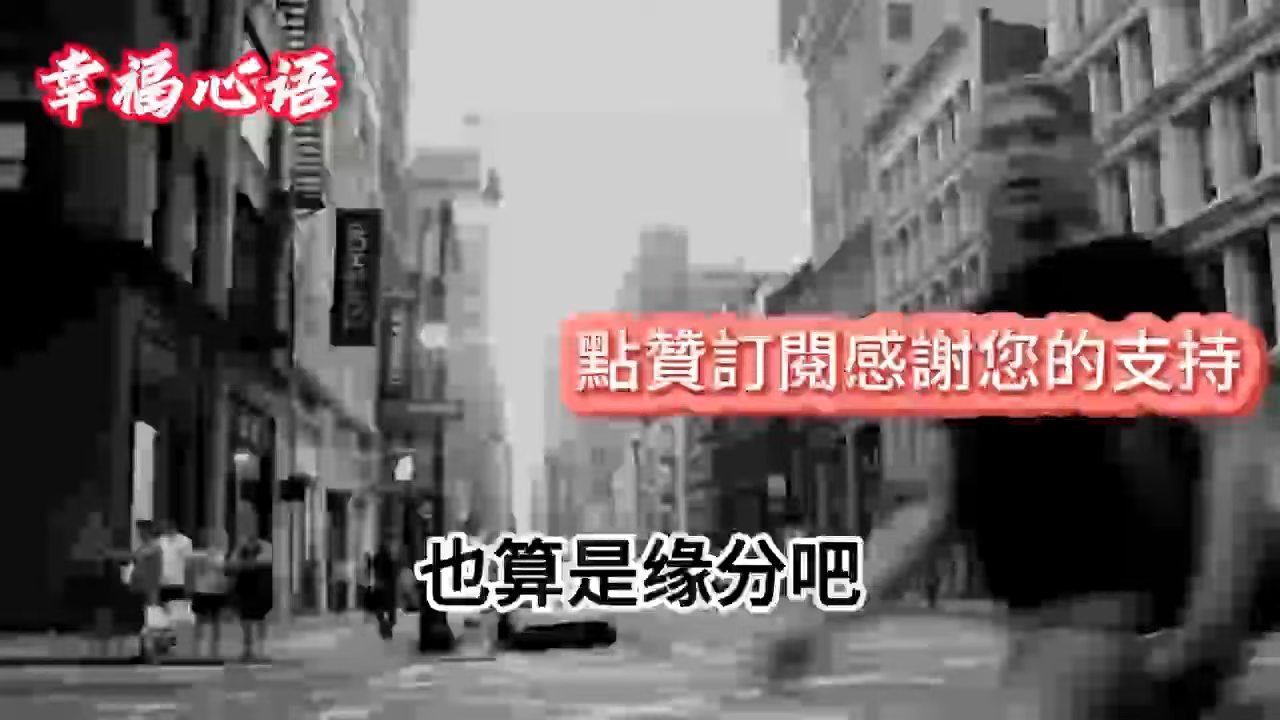 幸福心语
點贊訂閱感謝您的支持
也算是缘分吧